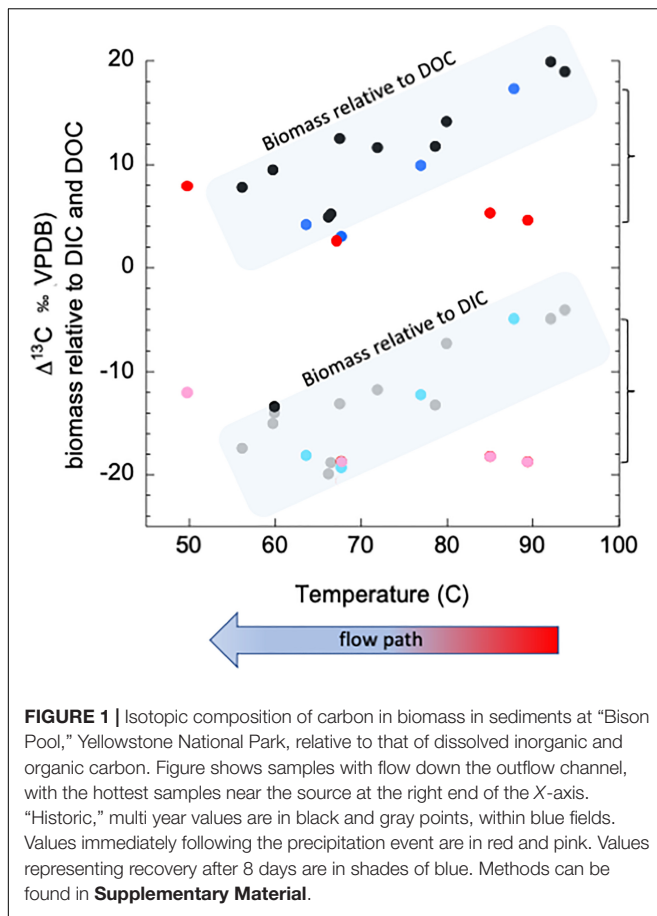 Δ13C ‰ VPDB)
biomass relative to DIC and DOC
20
10
0
-10
-20
Biomass relative to DOC
Biomass relative to DIC
50
60
70
80
90
100
Temperature (C)
flow path
FIGURE 1 | Isotopic composition of carbon in biomass in sediments at “Bison
Pool,” Yellowstone National Park, relative to that of dissolved inorganic and
organic carbon. Figure shows samples with flow down the outflow channel,
with the hottest samples near the source at the right end of the X-axis.
“Historic,” multi year values are in black and gray points, within blue fields.
Values immediately following the precipitation event are in red and pink. Values
representing recovery after 8 days are in shades of blue. Methods can be
found in Supplementary Material.